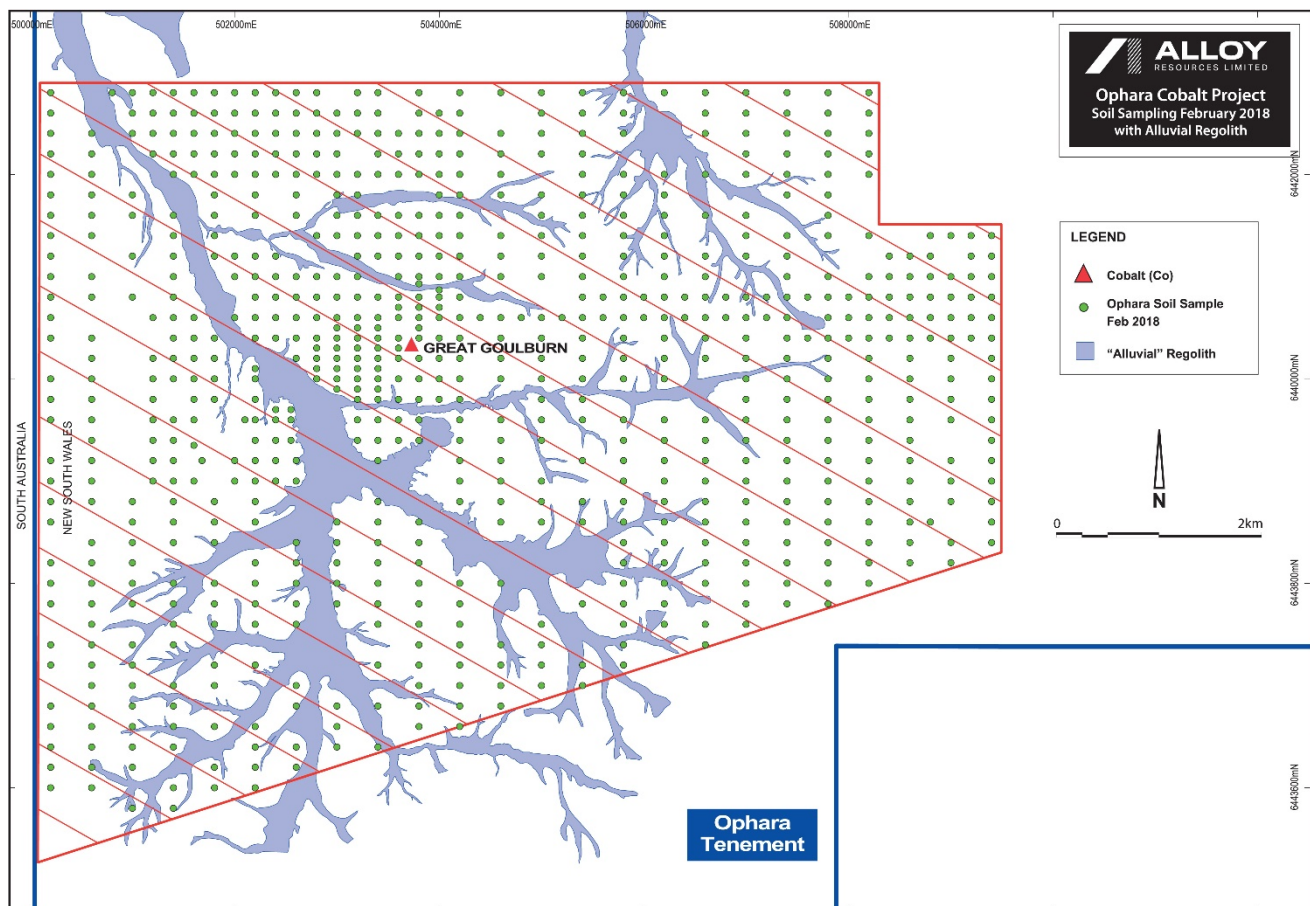 500000mE
502000mE
504000mE
506000mE
508000mE
ALLOY
RESOURCES LIMITED
Ophara Cobalt Project
Soil Sampling February 2018
with Alluvial Regolith
6442000mN
LEGEND
Cobalt (Co)
Ophara Soil Sample
Feb 2018
"Alluvial" Regolith
GREAT GOULBURN
6440000mN
SOUTH AUSTRALIA
NEW SOUTH WALES
N
0
2km
6443800mN
6443600mN
Ophara
Tenement